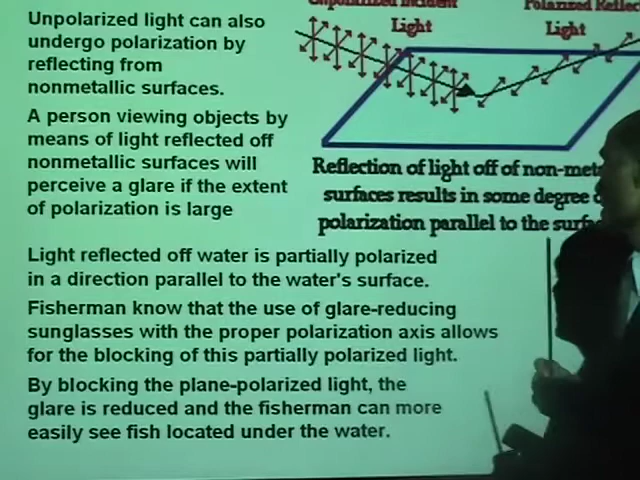 Unpolarized Incident
Light
Polarized Reflec
Light
Unpolarized light can also
undergo polarization by
reflecting from
nonmetallic surfaces.
A person viewing objects by
means of light reflected off
nonmetallic surfaces will
perceive a glare if the extent
of polarization is large
Reflection of light off of non-met
surfaces results in some degree
polarization parallel to the surfa
Light reflected off water is partially polarized
in a direction parallel to the water's surface.
Fisherman know that the use of glare-reducing
sunglasses with the proper polarization axis allows
for the blocking of this partially polarized light.
By blocking the plane-polarized light, the
glare is reduced and the fisherman can more
easily see fish located under the water.